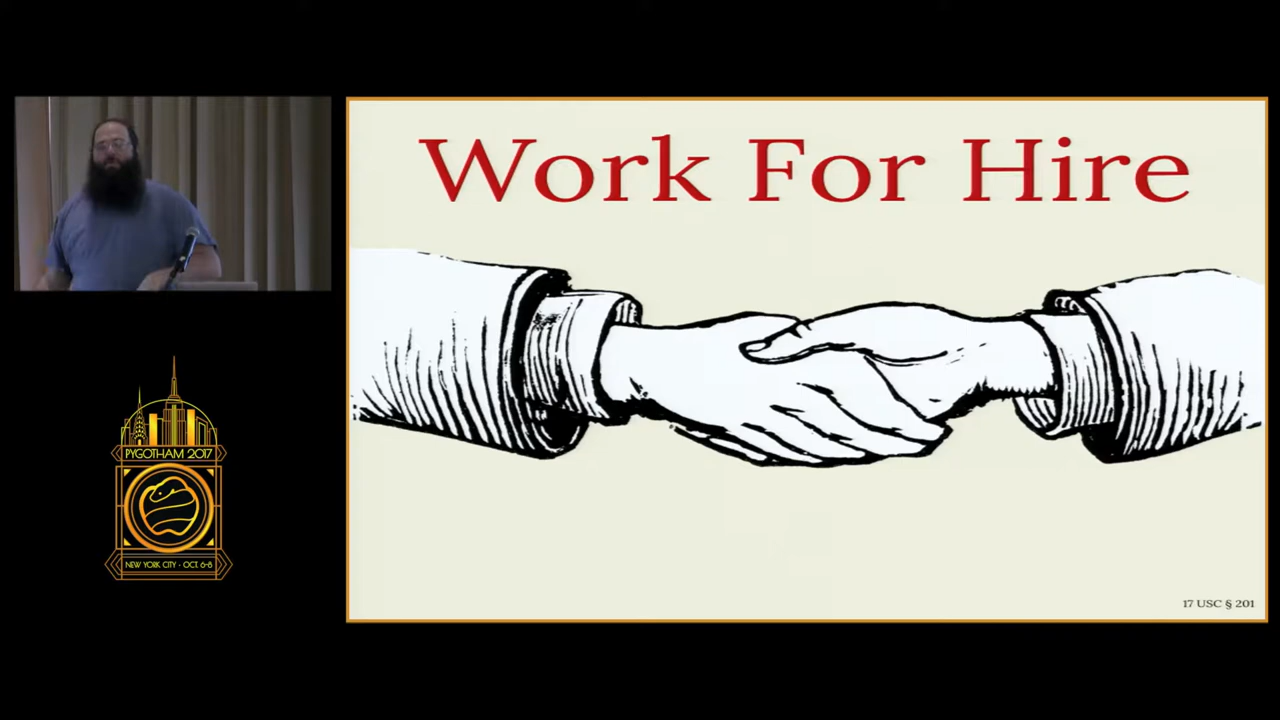 Work For Hire
PYGOTHAM 2017
NEW YORK CITY • OCT. 6-8
17 USC § 201